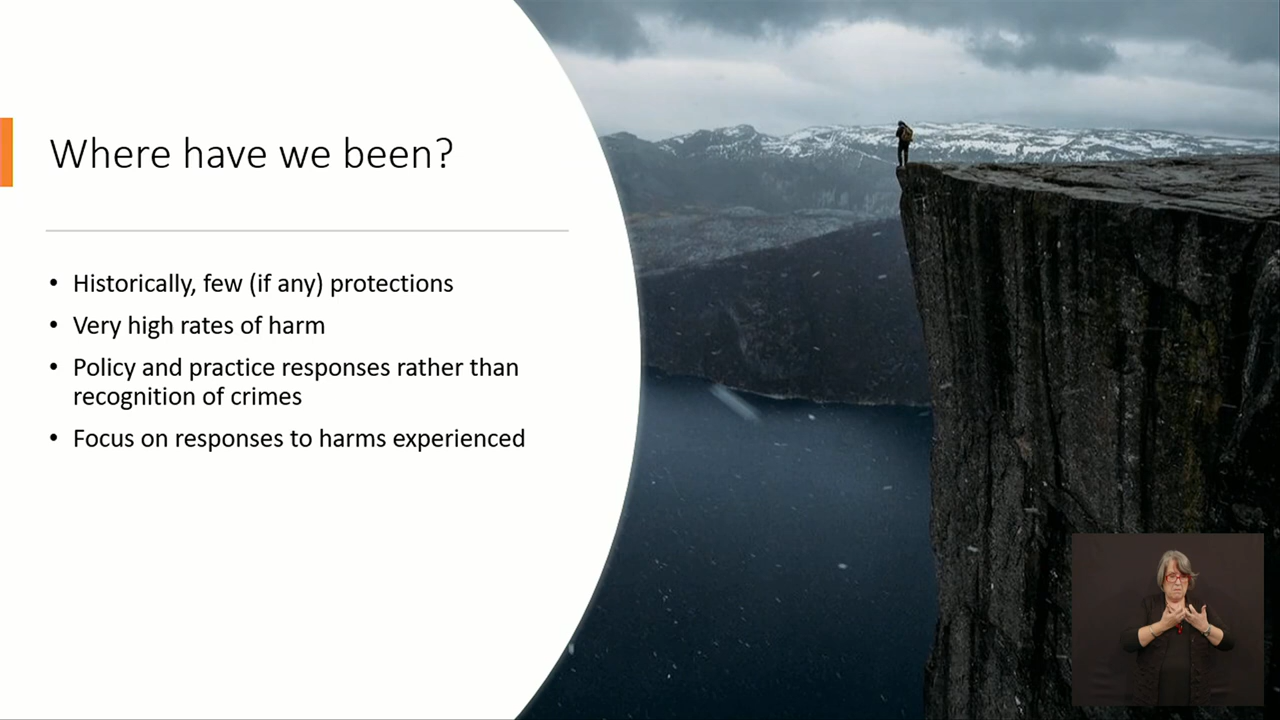 Where have we been?
• Historically, few (if any) protections
• Very high rates of harm
• Policy and practice responses rather than
recognition of crimes
• Focus on responses to harms experienced